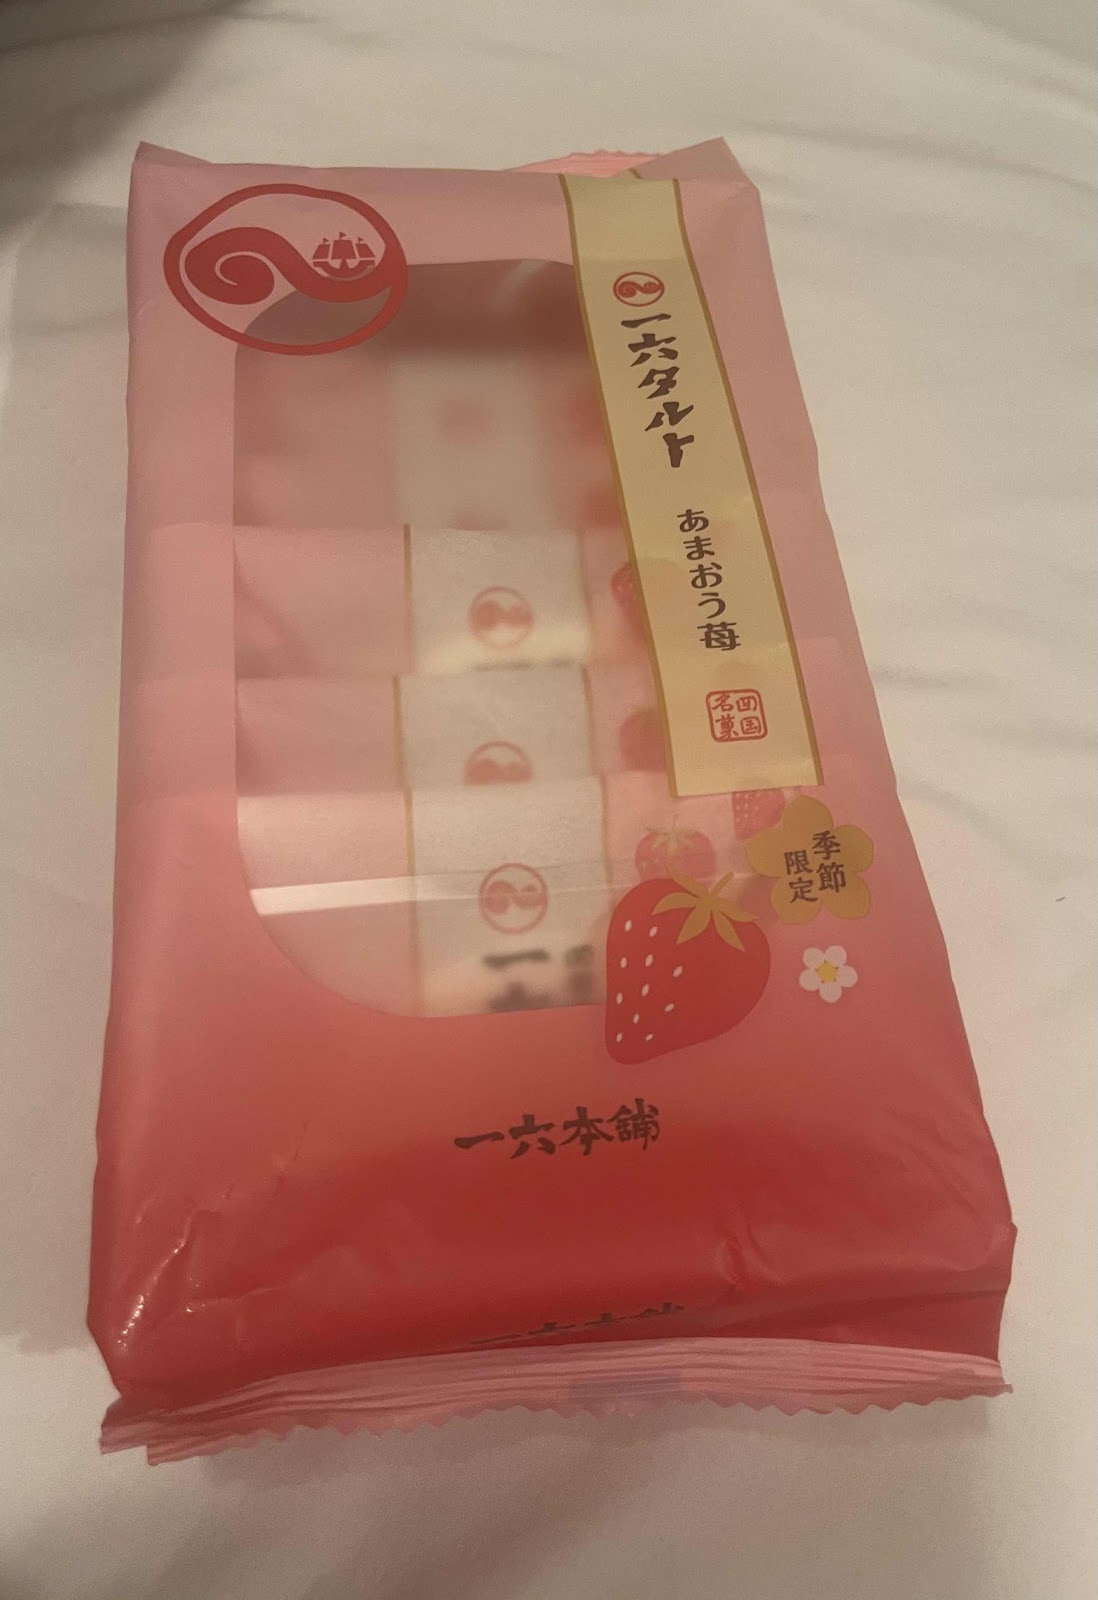 一六タルト
あまおう苺
四国
名菓
季節
限定
一六本舗